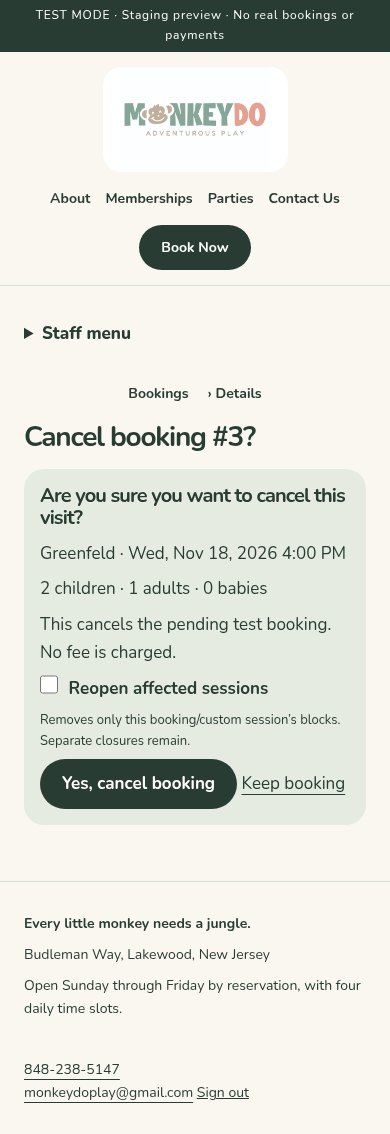 TEST MODE · Staging preview · No real bookings or
payments
MONKEYDO
ADVENTUROUS PLAY
About Memberships Parties Contact Us
Book Now
▶ Staff menu
Bookings › Details
Cancel booking #3?
Are you sure you want to cancel this
visit?
Greenfeld · Wed, Nov 18, 2026 4:00 PM
2 children · 1 adults · 0 babies
This cancels the pending test booking.
No fee is charged.
Reopen affected sessions
Removes only this booking/custom session’s blocks.
Separate closures remain.
Yes, cancel booking Keep booking
Every little monkey needs a jungle.
Budleman Way, Lakewood, New Jersey
Open Sunday through Friday by reservation, with four
daily time slots.
848-238-5147
monkeydoplay@gmail.com Sign out